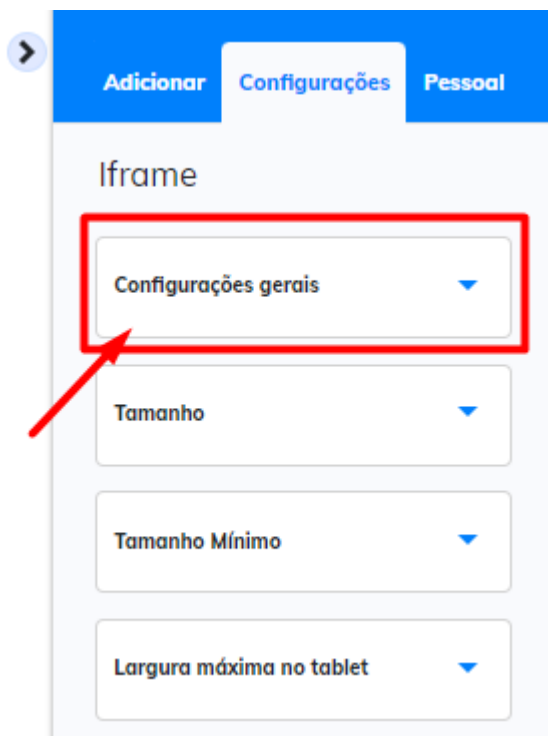 Adicionar Configurações Pessoal
Iframe
Configurações gerais
Tamanho
Tamanho Mínimo
Largura máxima no tablet